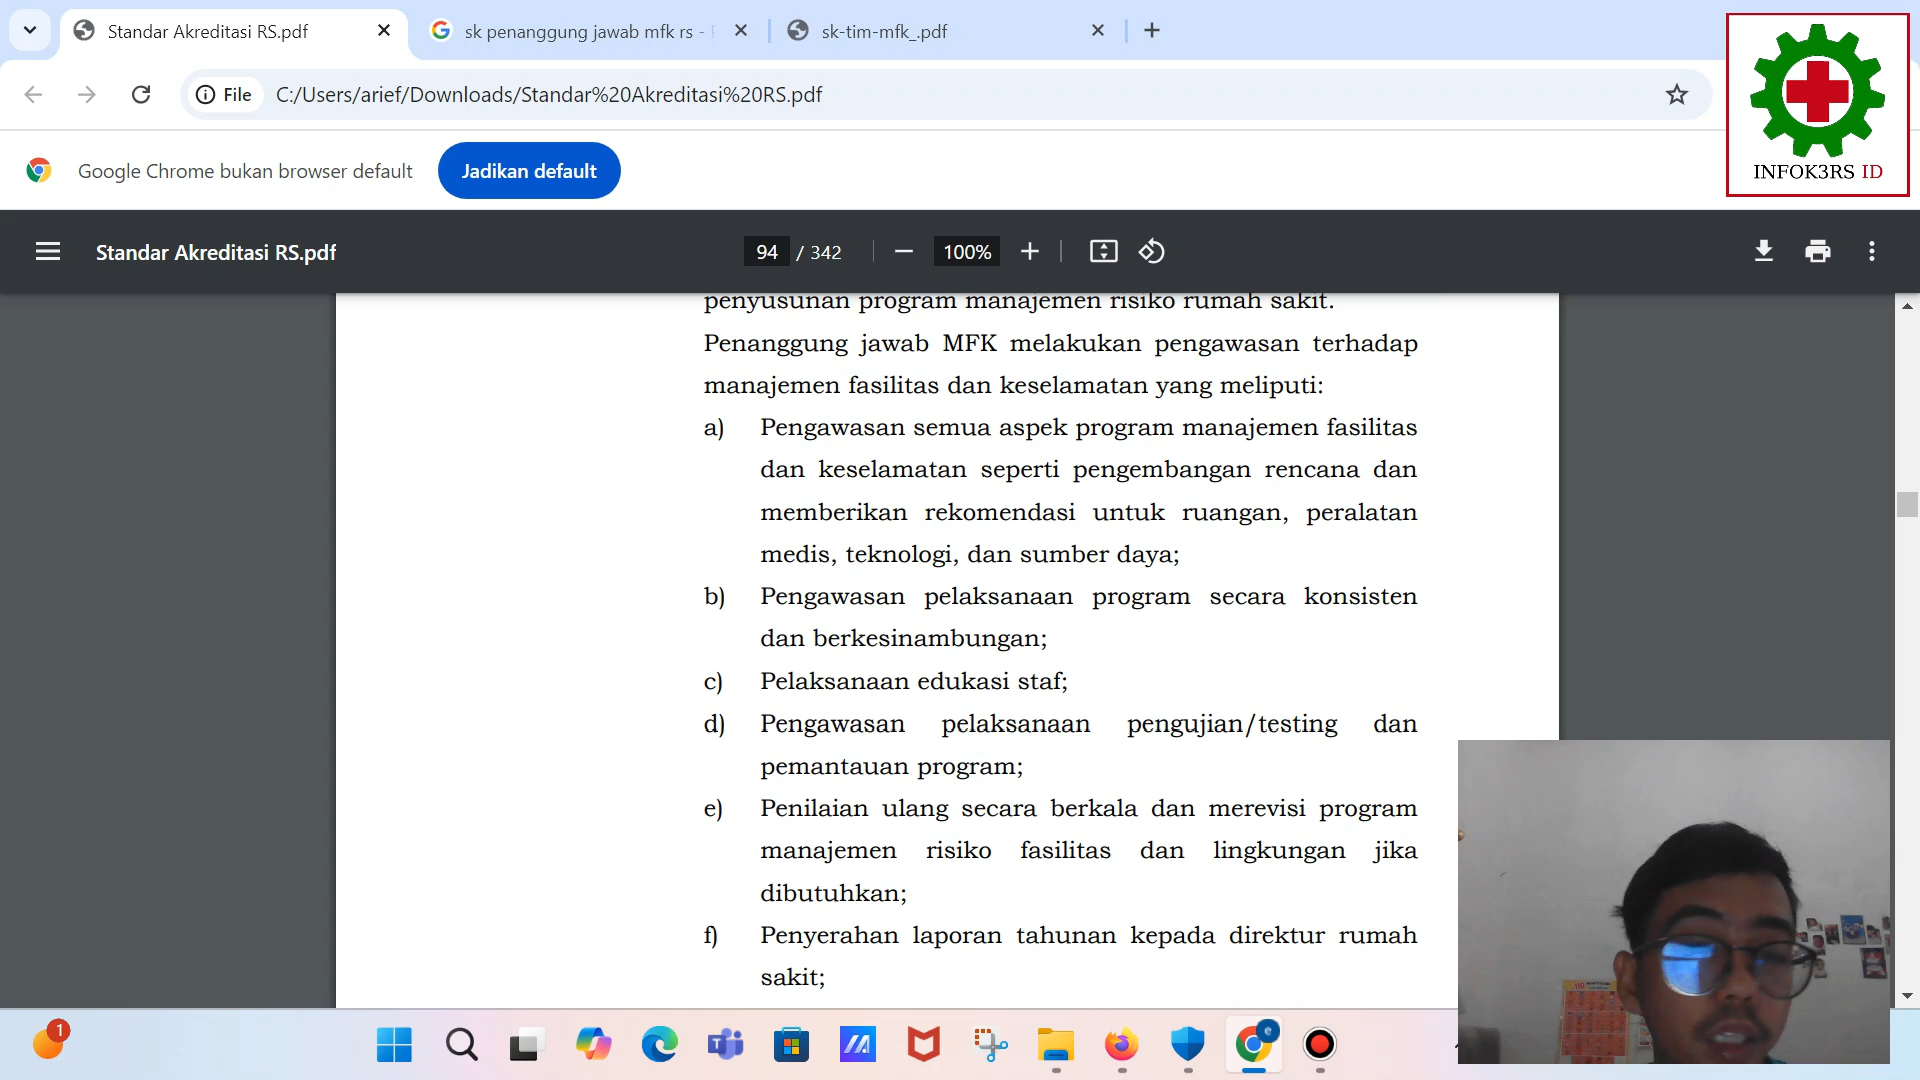 Standar Akreditasi RS.pdf
sk penanggung jawab mfk rs -
sk-tim-mfk_.pdf
File
C:/Users/arief/Downloads/Standar%20Akreditasi%20RS.pdf
INFOK3RS ID
Google Chrome bukan browser default
Jadikan default
Standar Akreditasi RS.pdf
94 / 342
100%
penyusunan program manajemen risiko rumah sakit.
Penanggung jawab MFK melakukan pengawasan terhadap
manajemen fasilitas dan keselamatan yang meliputi:
a) Pengawasan semua aspek program manajemen fasilitas
dan keselamatan seperti pengembangan rencana dan
memberikan rekomendasi untuk ruangan, peralatan
medis, teknologi, dan sumber daya;
b) Pengawasan pelaksanaan program secara konsisten
dan berkesinambungan;
c) Pelaksanaan edukasi staf;
d) Pengawasan pelaksanaan pengujian/testing dan
pemantauan program;
e) Penilaian ulang secara berkala dan merevisi program
manajemen risiko fasilitas dan lingkungan jika
dibutuhkan;
f) Penyerahan laporan tahunan kepada direktur rumah
sakit;
1